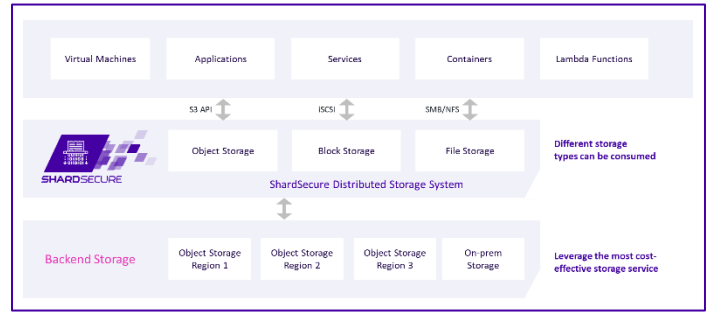 Virtual Machines
Applications
Services
Containers
Lambda Functions
S3 API
iSCSI
SMB/NFS
SHARDSECURE
Object Storage
Block Storage
File Storage
ShardSecure Distributed Storage System
Different storage
types can be consumed
Backend Storage
Object Storage
Region 1
Object Storage
Region 2
Object Storage
Region 3
On-prem
Storage
Leverage the most cost-
effective storage service